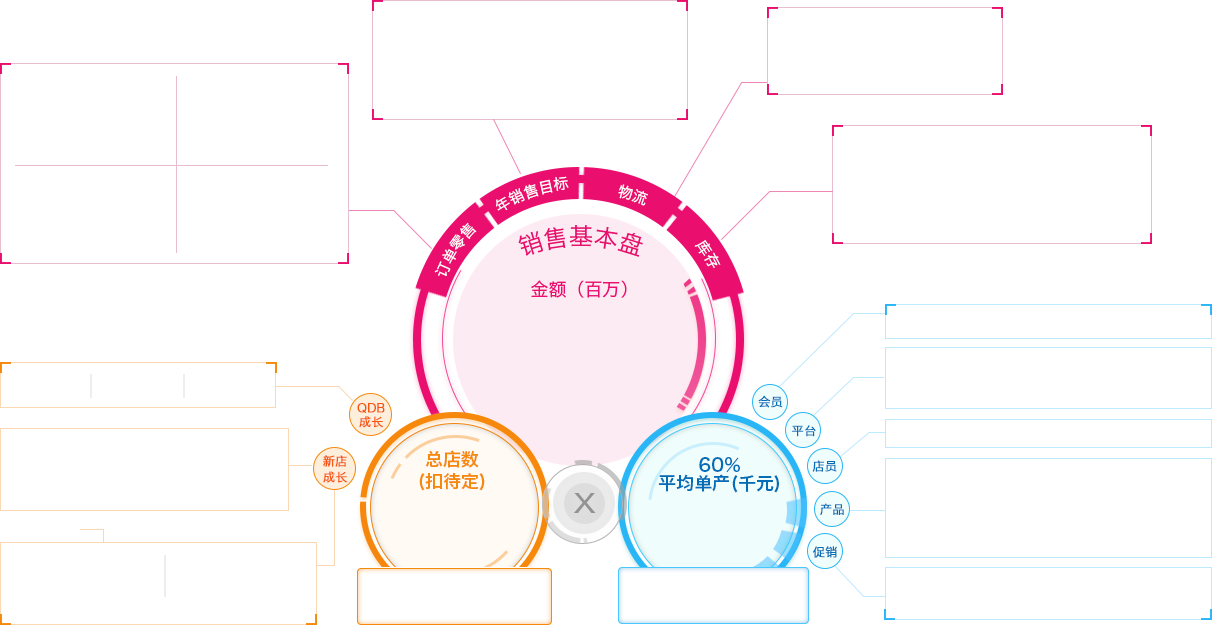 订单零售
年销售目标
物流
库存
销售基本盘
金额（百万）
QDB
成长
新店
成长
总店数
(扣待定)
X
60%
平均单产(千元)
会员
平台
店员
产品
促销